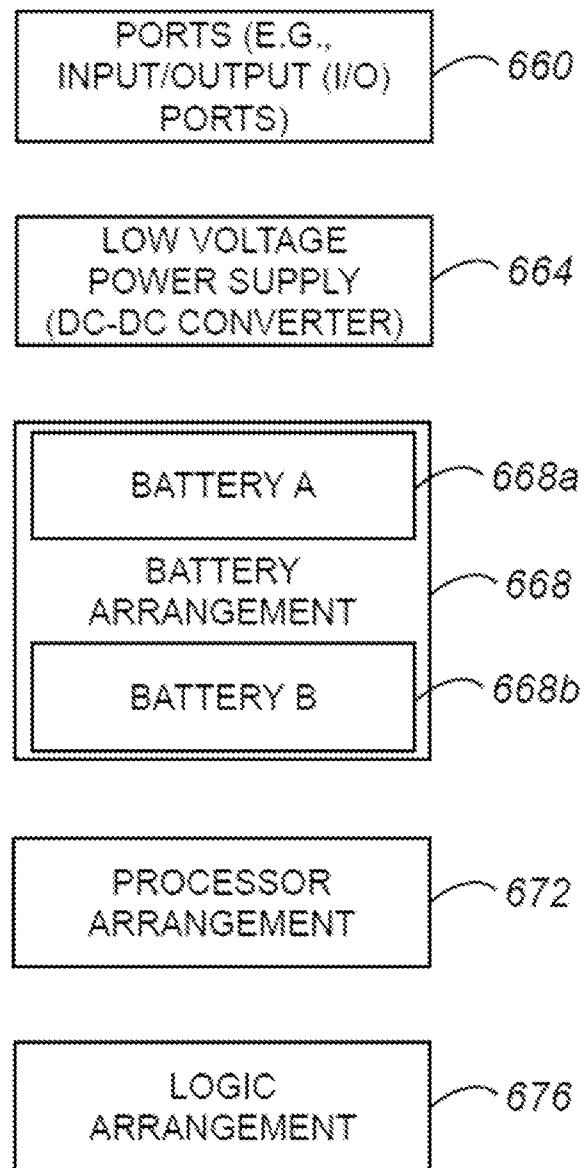 PORTS (E.G.,
INPUT/OUTPUT (I/O)
PORTS)
660
LOW VOLTAGE
POWER SUPPLY
(DC-DC CONVERTER)
664
BATTERY A
668a
BATTERY
ARRANGEMENT
668
BATTERY B
668b
PROCESSOR
ARRANGEMENT
672
LOGIC
ARRANGEMENT
676